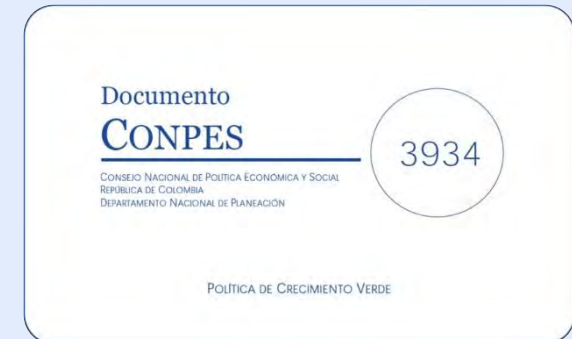 Documento
CONPES
3934
CONSEJO NACIONAL DE POLÍTICA ECONÓMICA Y SOCIAL
REPÚBLICA DE COLOMBIA
DEPARTAMENTO NACIONAL DE PLANEACIÓN
POLÍTICA DE CRECIMIENTO VERDE